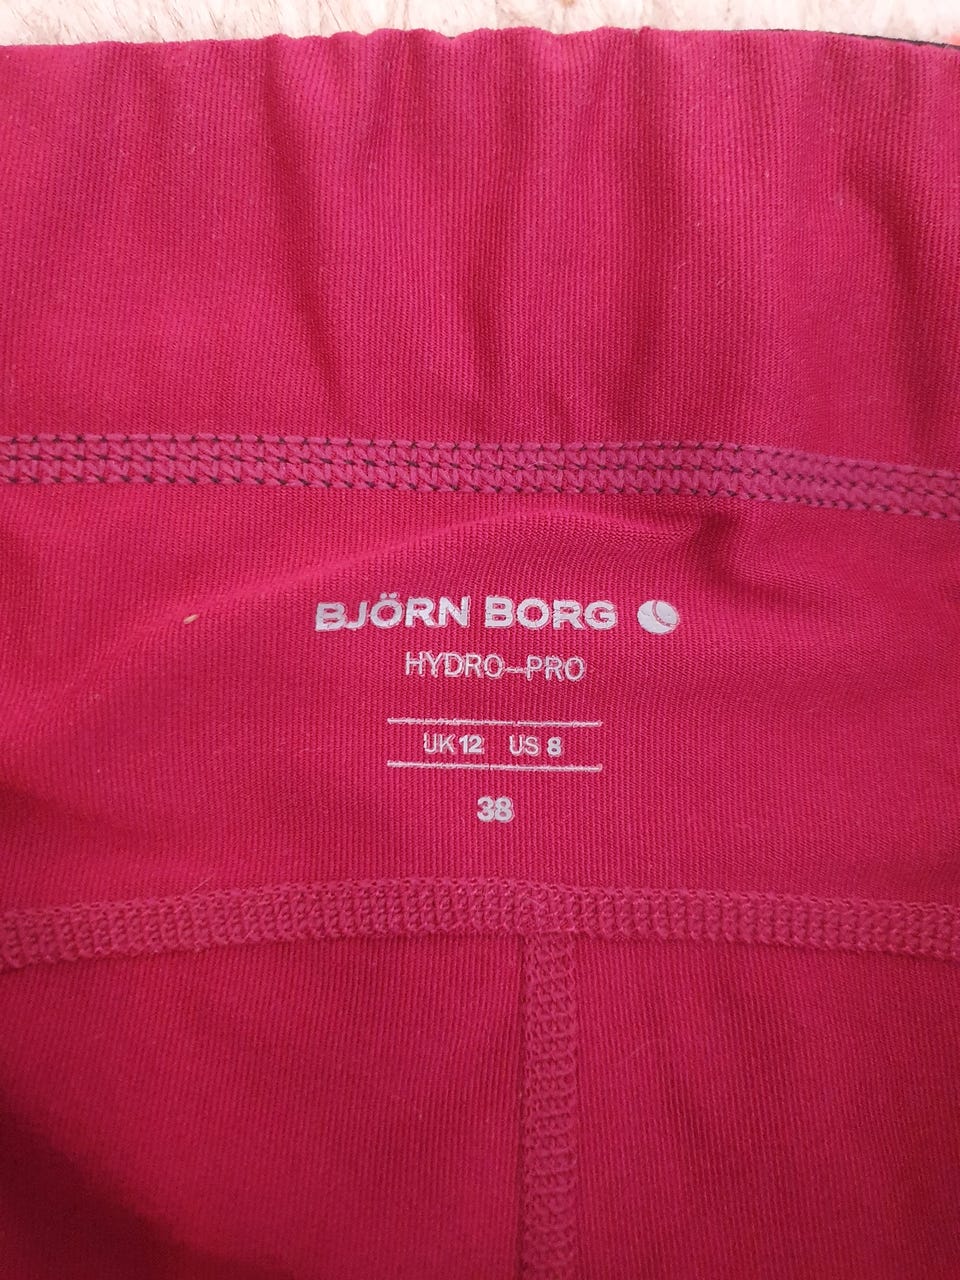 BJÖRN BORG
HYDRO-PRO
UK 12 US 8
38